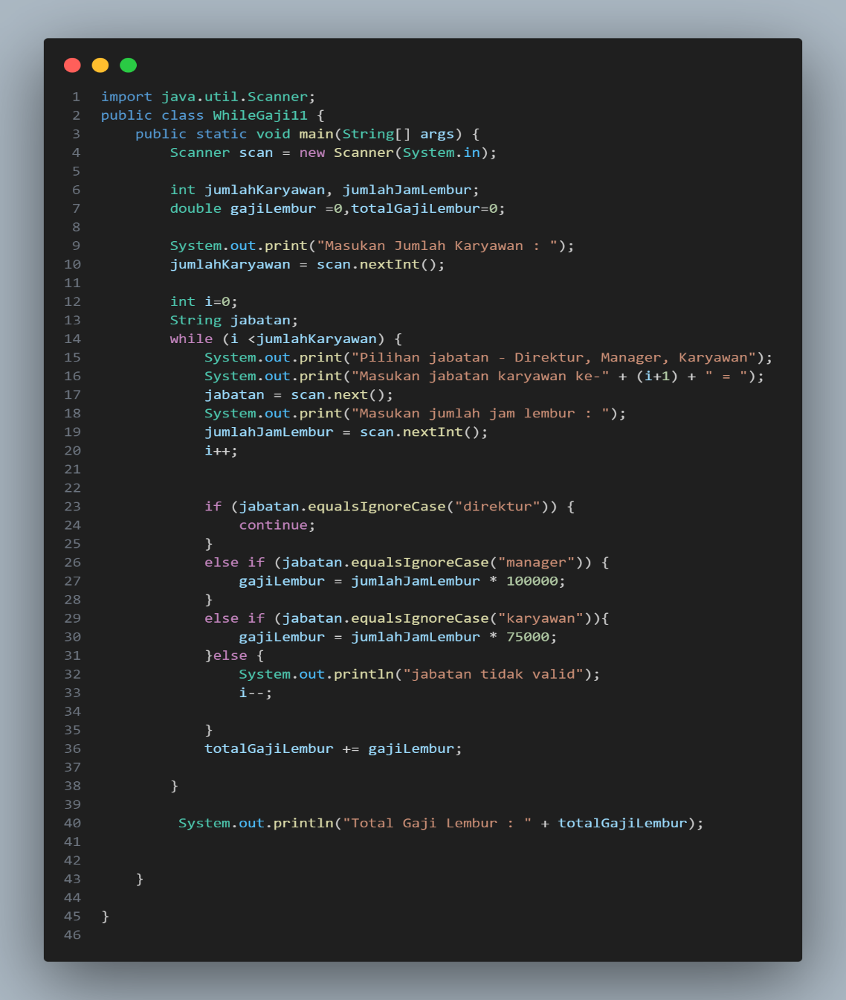 1 import java.util.Scanner;
2 public class WhileGaji11 {
3     public static void main(String[] args) {
4         Scanner scan = new Scanner(System.in);
5
6         int jumlahKaryawan, jumlahJamLembur;
7         double gajiLembur =0,totalGajiLembur=0;
8
9         System.out.print("Masukan Jumlah Karyawan : ");
10         jumlahKaryawan = scan.nextInt();
11
12         int i=0;
13         String jabatan;
14         while (i <jumlahKaryawan) {
15             System.out.print("Pilihan jabatan - Direktur, Manager, Karyawan");
16             System.out.print("Masukan jabatan karyawan ke-" + (i+1) + " = ");
17             jabatan = scan.next();
18             System.out.print("Masukan jumlah jam lembur : ");
19             jumlahJamLembur = scan.nextInt();
20             i++;
21
22
23             if (jabatan.equalsIgnoreCase("direktur")) {
24                 continue;
25             }
26             else if (jabatan.equalsIgnoreCase("manager")) {
27                 gajiLembur = jumlahJamLembur * 100000;
28             }
29             else if (jabatan.equalsIgnoreCase("karyawan")){
30                 gajiLembur = jumlahJamLembur * 75000;
31             }else {
32                 System.out.println("jabatan tidak valid");
33                 i--;
34
35             }
36             totalGajiLembur += gajiLembur;
37
38         }
39
40          System.out.println("Total Gaji Lembur : " + totalGajiLembur);
41
42
43     }
44
45 }
46